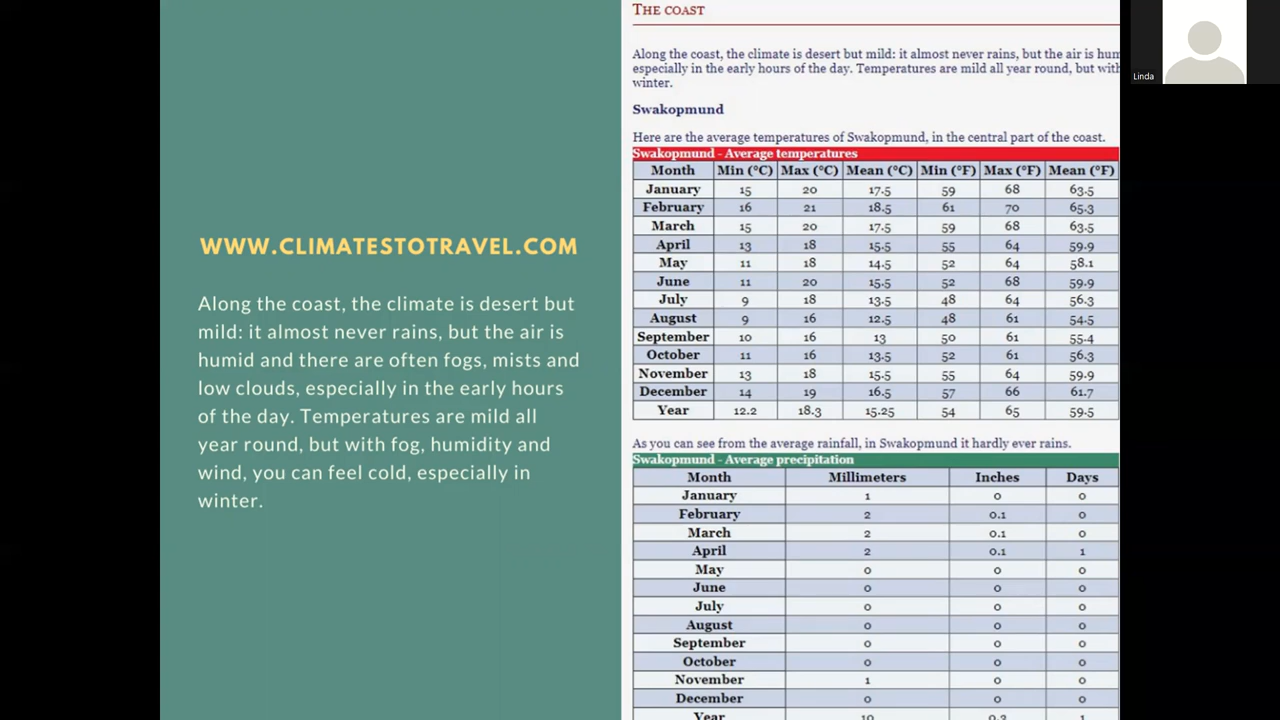 WWW.CLIMATESTOTRAVEL.COM
Along the coast, the climate is desert but
mild: it almost never rains, but the air is
humid and there are often fogs, mists and
low clouds, especially in the early hours
of the day. Temperatures are mild all
year round, but with fog, humidity and
wind, you can feel cold, especially in
winter.
THE COAST
Along the coast, the climate is desert but mild: it almost never rains, but the air is hum
especially in the early hours of the day. Temperatures are mild all year round, but with
winter.
Swakopmund
Here are the average temperatures of Swakopmund, in the central part of the coast.
Swakopmund - Average temperatures
Month Min (°C) Max (°C) Mean (°C) Min (°F) Max (°F) Mean (°F)
January 15 20 17.5 59 68 63.5
February 16 21 18.5 61 70 65.3
March 15 20 17.5 59 68 63.5
April 13 18 15.5 55 64 59.9
May 11 18 14.5 52 64 58.1
June 11 20 15.5 52 68 59.9
July 9 18 13.5 48 64 56.3
August 9 16 12.5 48 61 54.5
September 10 16 13 50 61 55.4
October 11 16 13.5 52 61 56.3
November 13 18 15.5 55 64 59.9
December 14 19 16.5 57 66 61.7
Year 12.2 18.3 15.25 54 65 59.5
As you can see from the average rainfall, in Swakopmund it hardly ever rains.
Swakopmund - Average precipitation
Month Millimeters Inches Days
January 1 0 0
February 2 0.1 0
March 2 0.1 0
April 2 0.1 1
May 0 0 0
June 0 0 0
July 0 0 0
August 0 0 0
September 0 0 0
October 0 0 0
November 1 0 0
December 0 0 0
Year 10 0.3 1
Linda